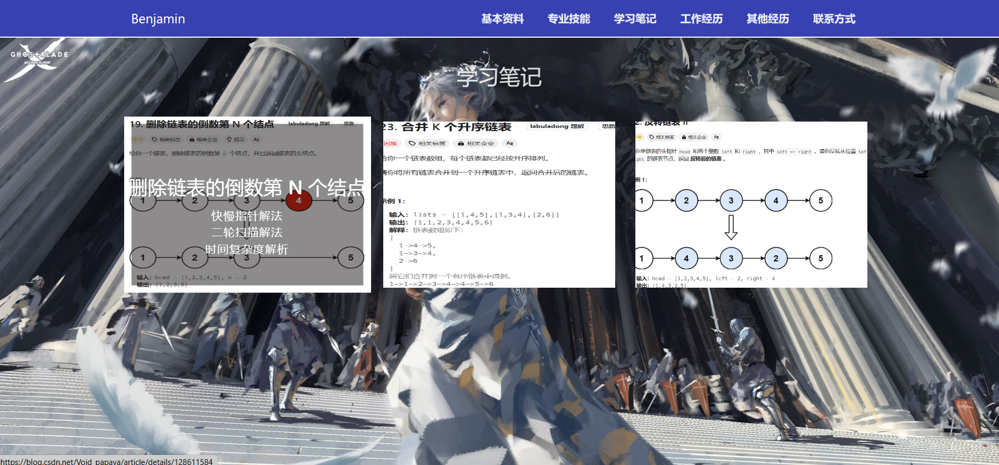 Benjamin
基本资料
专业技能
学习笔记
工作经历
其他经历
联系方式
GHOSTBLADE
学习笔记
19. 删除链表的倒数第 N 个结点
labuladong 题解
思路
中等
相关标签
相关企业
提示
给你一个链表，删除链表的倒数第 n 个结点，并且返回链表的头结点。
删除链表的倒数第 N 个结点
1 2 3 4 5
快慢指针解法
二轮扫描解法
时间复杂度解析
1 2 3 5
输入：head = [1,2,3,4,5], n = 2
输出：[1,2,3,5]
23. 合并 K 个升序链表
labuladong 题解
思路
困难
相关标签
相关企业
给你一个链表数组，每个链表都已经按升序排列。
请你将所有链表合并到一个升序链表中，返回合并后的链表。
示例 1：
输入：lists = [[1,4,5],[1,3,4],[2,6]]
输出：[1,1,2,3,4,4,5,6]
解释：链表数组如下：
[
1->4->5,
1->3->4,
2->6
]
将它们合并到一个有序链表中得到。
1->1->2->3->4->4->5->6
2. 反转链表 II
相关标签
相关企业
你单链表的头指针 head 和两个整数 left 和 right ，其中 left <= right 。请你反转从位置 left
的链表节点，返回 反转后的链表 。
例 1：
1 2 3 4 5
1 4 3 2 5
输入：head = [1,2,3,4,5], left = 2, right = 4
输出：[1,4,3,2,5]
https://blog.csdn.net/Void_papaya/article/details/128611584